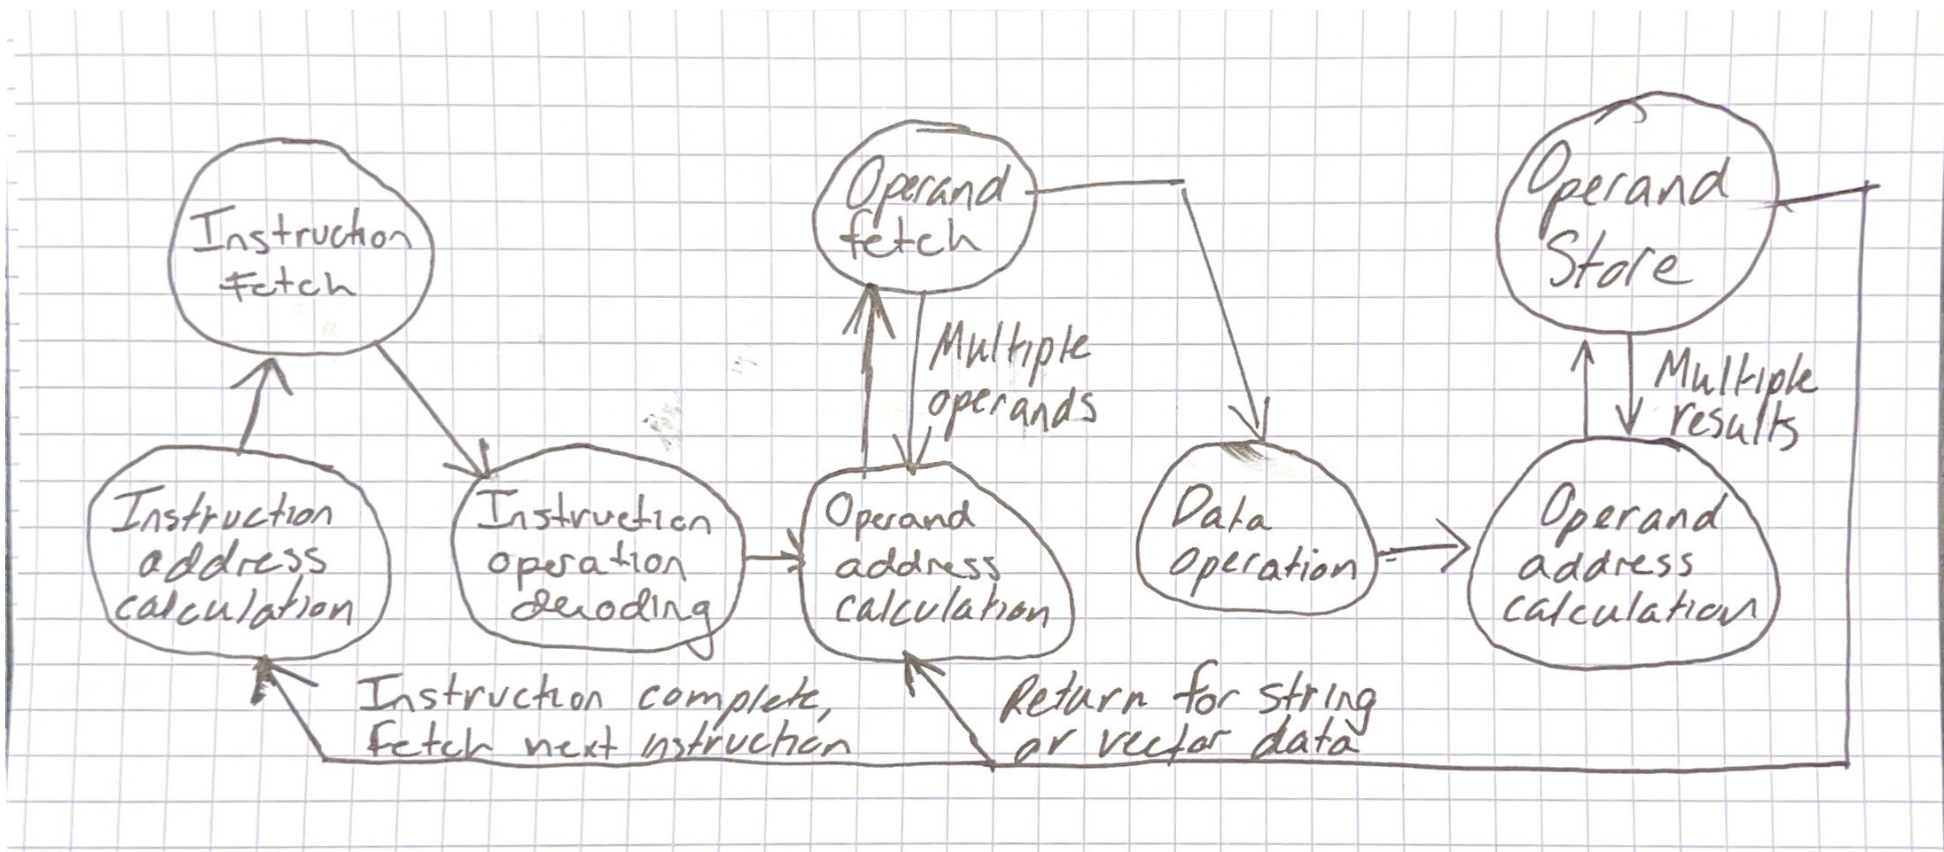 Instruction
Fetch
Operand
fetch
Operand
Store
Multiple
operands
Multiple
results
Instruction
address
calculation
Instruction
operation
decoding
Operand
address
calculation
Data
operation
Operand
address
calculation
Instruction complete,
fetch next nstruction
Return for string
or vector data